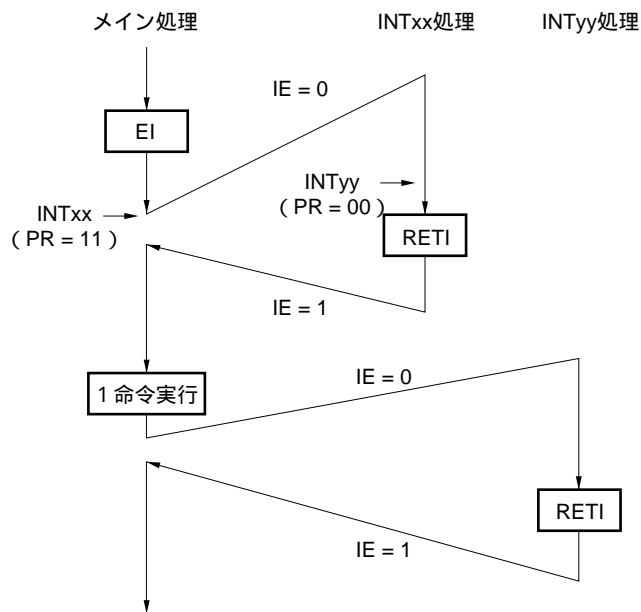 メイン処理
INTxx処理
INTyy処理
IE = 0
EI
INTyy
( PR = 00 )
INTxx
( PR = 11 )
RETI
IE = 1
IE = 0
1 命令実行
RETI
IE = 1